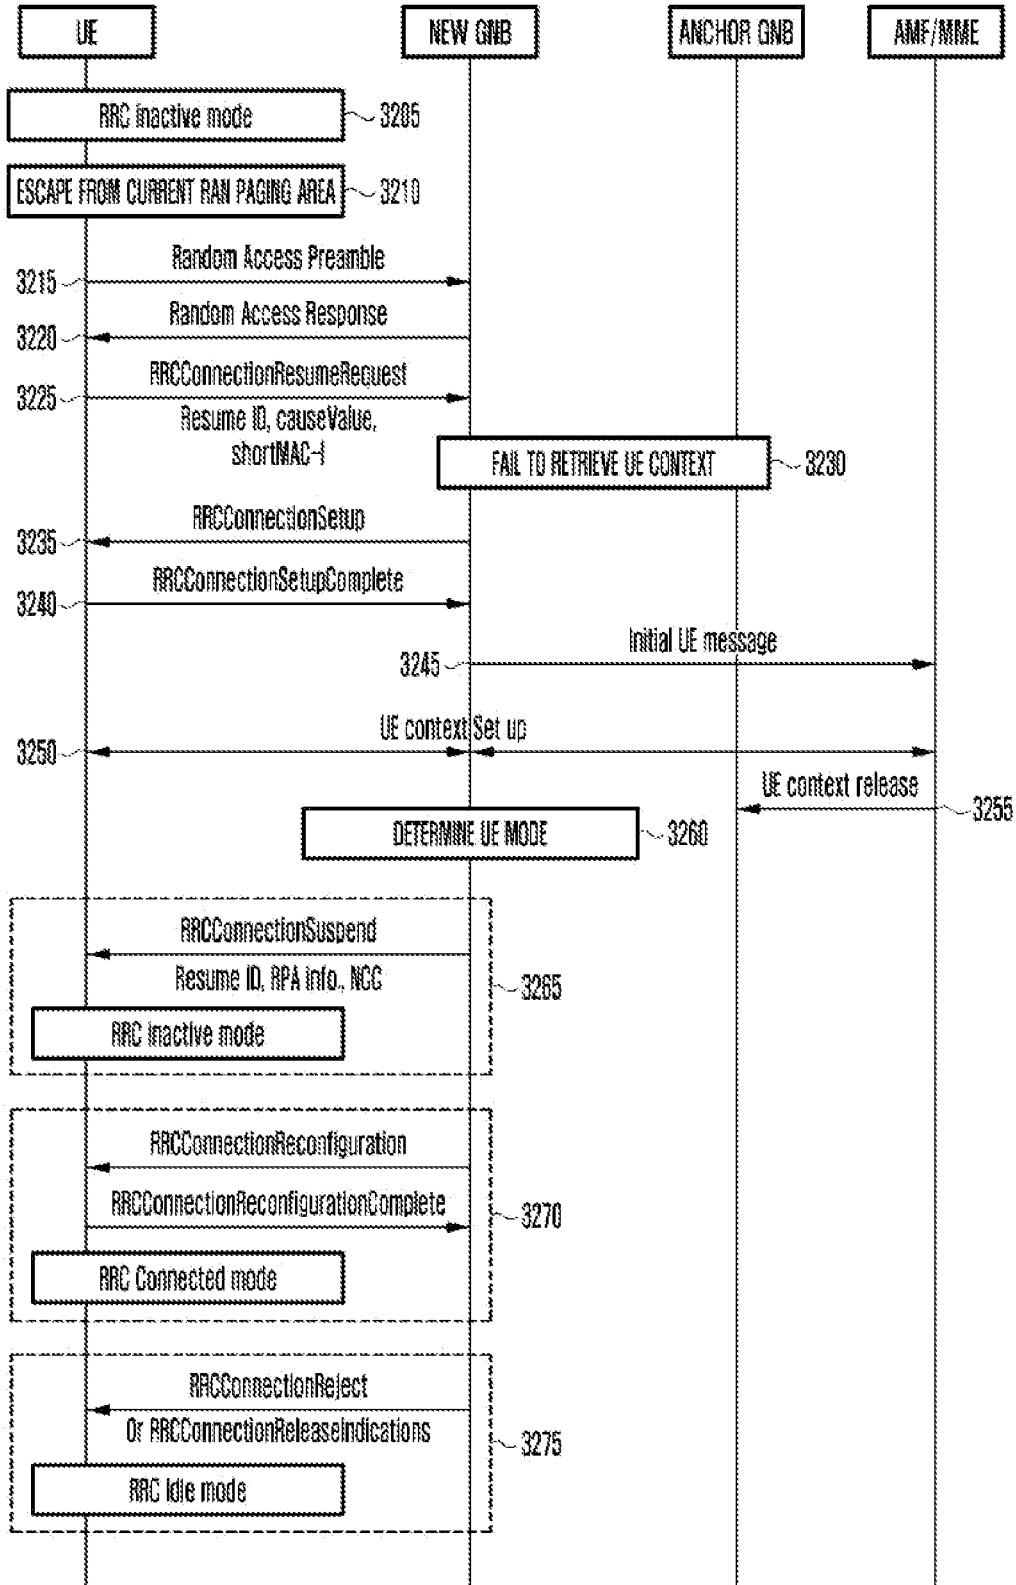 UE
NEW GNB
ANCHOR GNB
AMF/MME
RRC inactive mode
3205
ESCAPE FROM CURRENT RAN PAGING AREA
3210
Random Access Preamble
3215
Random Access Response
3220
RRCConnectionResumeRequest
3225
Resume ID, causeValue,
shortMAC-I
FAIL TO RETRIEVE UE CONTEXT
3230
RRCConnectionSetup
3235
RRCConnectionSetupComplete
3240
Initial UE message
3245
UE context Set up
3250
UE context release
3255
DETERMINE UE MODE
3260
RRCConnectionSuspend
Resume ID, RPA info., NCC
3265
RRC inactive mode
RRCConnectionReconfiguration
RRCConnectionReconfigurationComplete
3270
RRC Connected mode
RRCConnectionReject
Or RRCConnectionReleaseindications
3275
RRC Idle mode